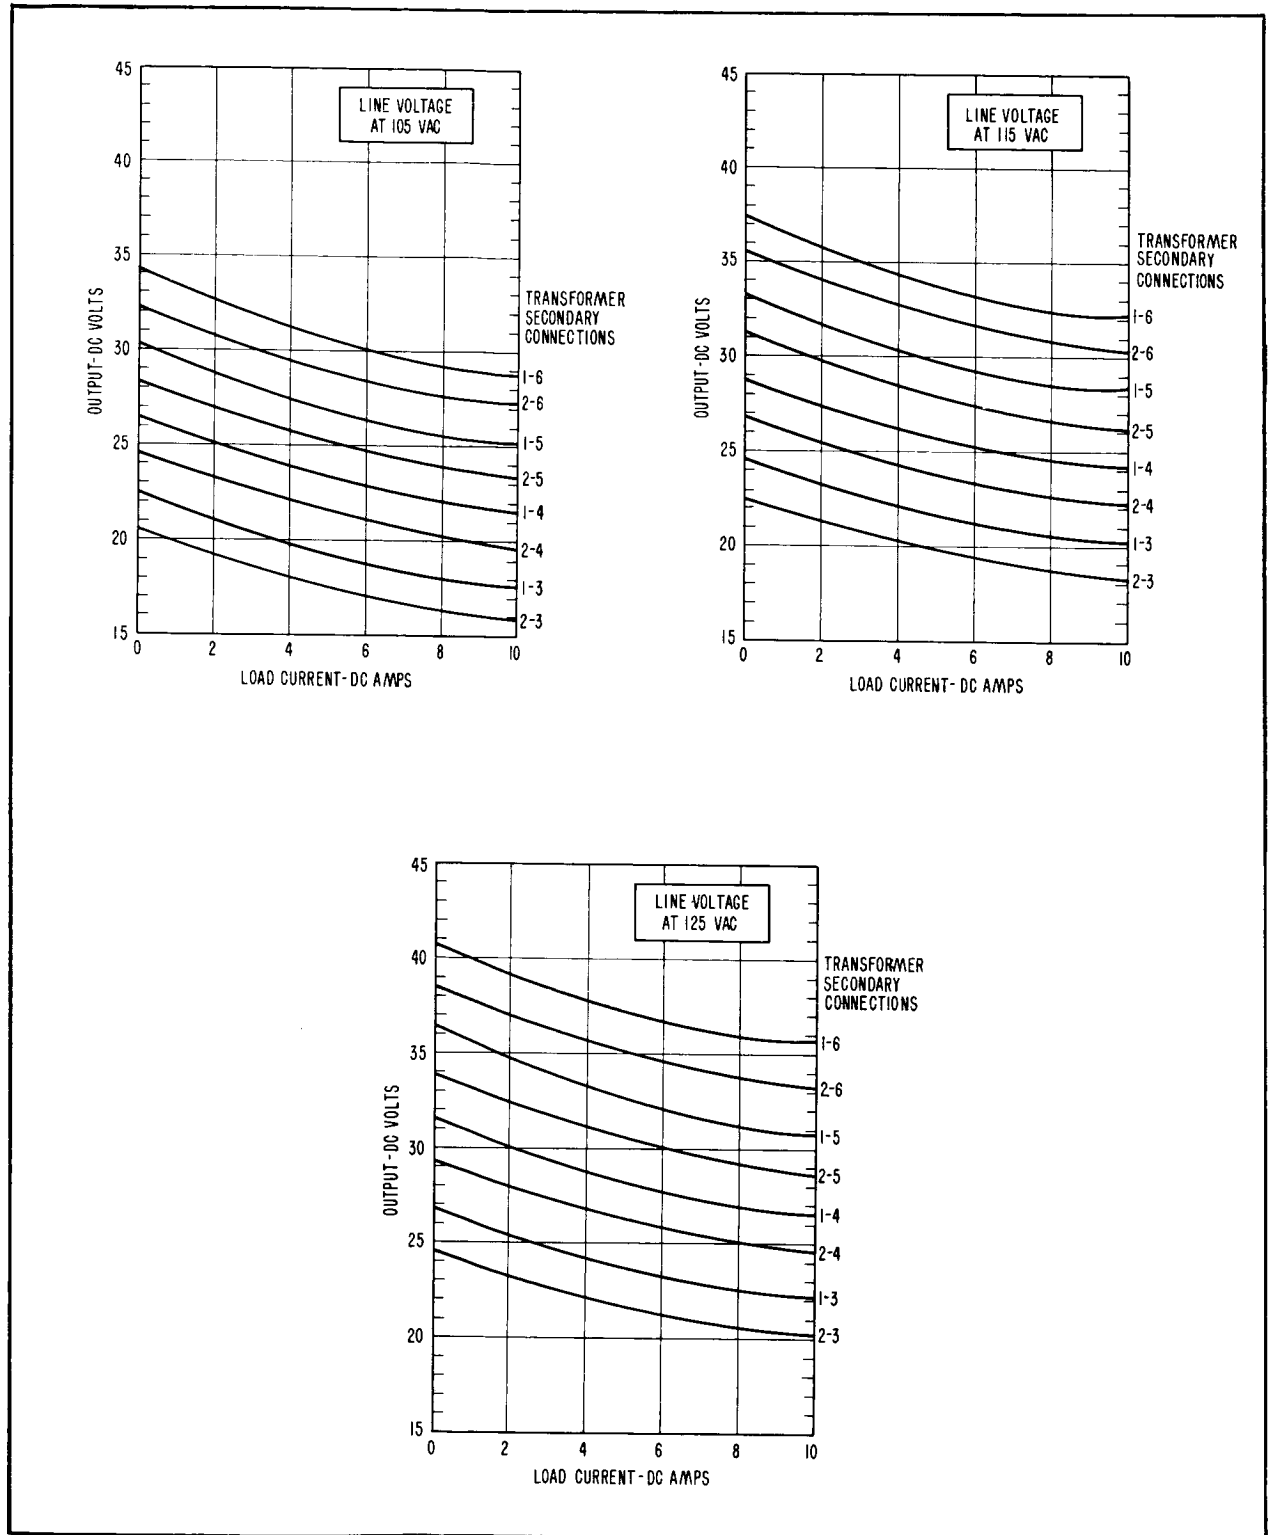 LINE VOLTAGE
AT 105 VAC
45
40
35
30
25
20
15
OUTPUT-DC VOLTS
0 2 4 6 8 10
LOAD CURRENT-DC AMPS
TRANSFORMER
SECONDARY
CONNECTIONS
1-6
2-6
1-5
2-5
1-4
2-4
1-3
2-3
LINE VOLTAGE
AT 115 VAC
45
40
35
30
25
20
15
OUTPUT-DC VOLTS
0 2 4 6 8 10
LOAD CURRENT-DC AMPS
TRANSFORMER
SECONDARY
CONNECTIONS
1-6
2-6
1-5
2-5
1-4
2-4
1-3
2-3
LINE VOLTAGE
AT 125 VAC
45
40
35
30
25
20
15
OUTPUT-DC VOLTS
0 2 4 6 8 10
LOAD CURRENT-DC AMPS
TRANSFORMER
SECONDARY
CONNECTIONS
1-6
2-6
1-5
2-5
1-4
2-4
1-3
2-3